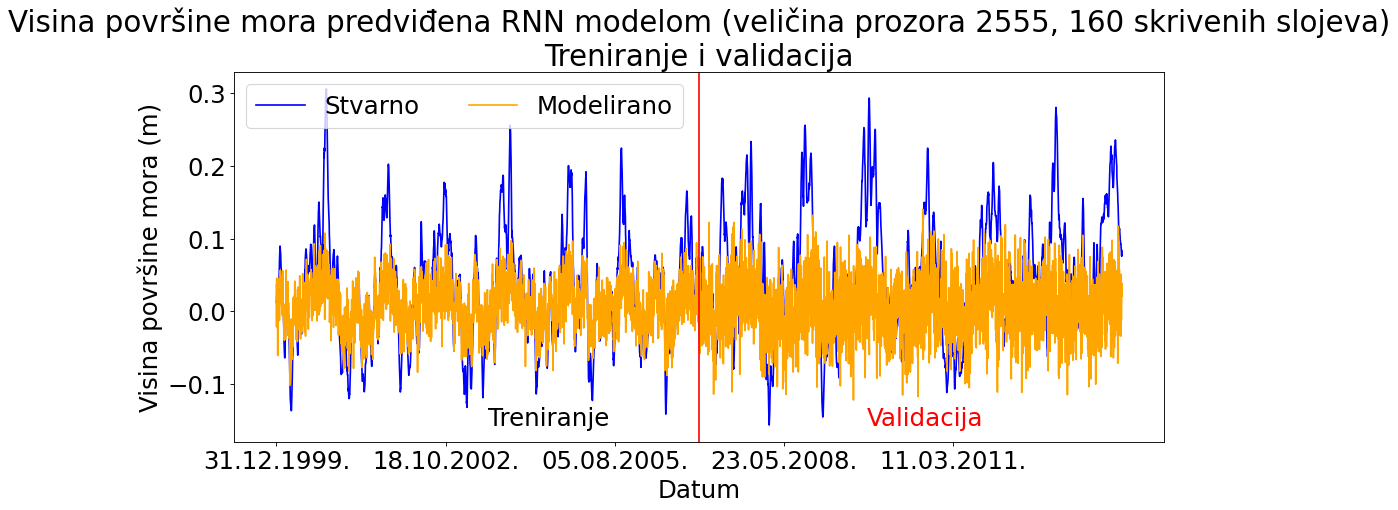 Visina površine mora predviđena RNN modelom (veličina prozora 2555, 160 skrivenih slojeva)
Treniranje i validacija
Stvarno
Modelirano
Visina površine mora (m)
0.3
0.2
0.1
0.0
−0.1
Treniranje
Validacija
31.12.1999.
18.10.2002.
05.08.2005.
23.05.2008.
11.03.2011.
Datum